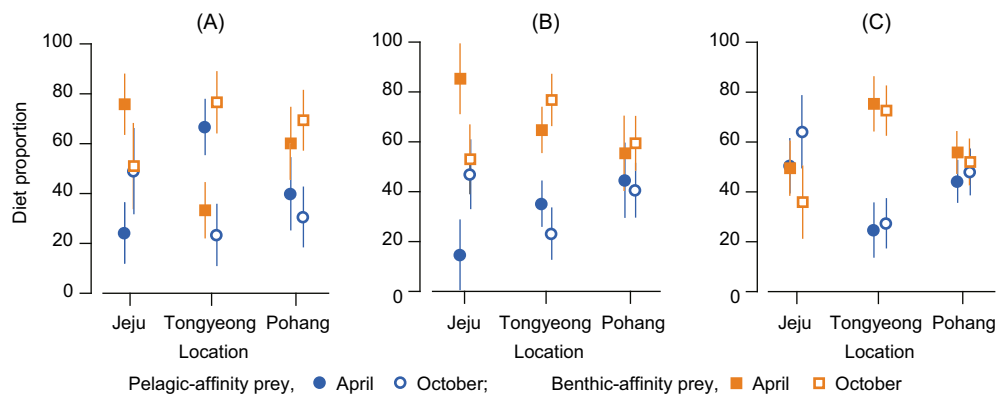 (A)
(B)
(C)
Diet proportion
100
80
60
40
20
0
Jeju Tongyeong Pohang
Location
100
80
60
40
20
0
Jeju Tongyeong Pohang
Location
100
80
60
40
20
0
Jeju Tongyeong Pohang
Location
Pelagic-affinity prey, April October; Benthic-affinity prey, April October